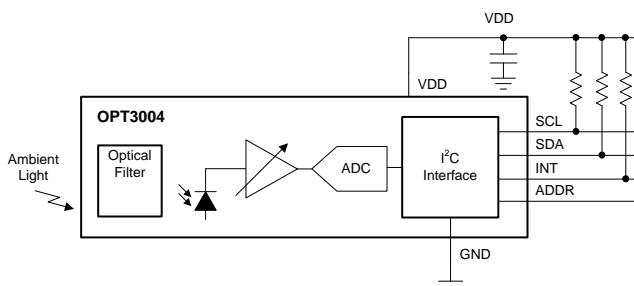 VDD
VDD
OPT3004
SCL
Optical
Filter
SDA
Ambient
Light
ADC
I²C
Interface
INT
ADDR
GND